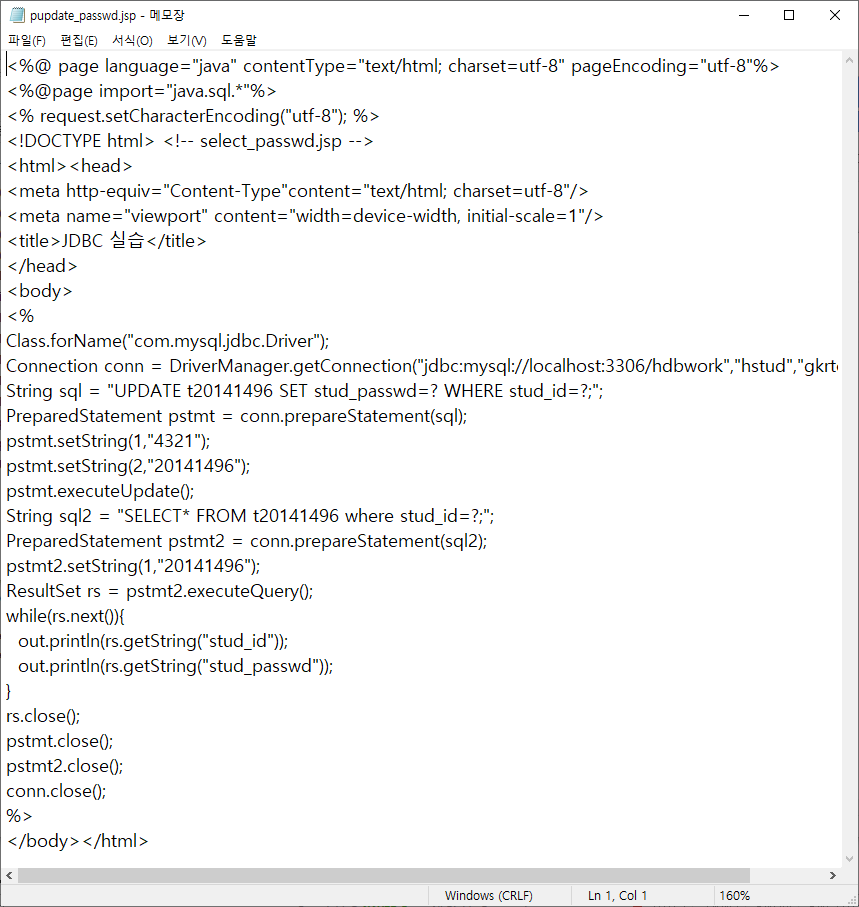 pupdate_passwd.jsp - 메모장
파일(F) 편집(E) 서식(O) 보기(V) 도움말
<%@ page language="java" contentType="text/html; charset=utf-8" pageEncoding="utf-8"%>
<%@page import="java.sql.*"%>
<% request.setCharacterEncoding("utf-8"); %>
<!DOCTYPE html> <!-- select_passwd.jsp -->
<html><head>
<meta http-equiv="Content-Type"content="text/html; charset=utf-8"/>
<meta name="viewport" content="width=device-width, initial-scale=1"/>
<title>JDBC 실습</title>
</head>
<body>
<%
Class.forName("com.mysql.jdbc.Driver");
Connection conn = DriverManager.getConnection("jdbc:mysql://localhost:3306/hdbwork","hstud","gkrt
String sql = "UPDATE t20141496 SET stud_passwd=? WHERE stud_id=?;";
PreparedStatement pstmt = conn.prepareStatement(sql);
pstmt.setString(1,"4321");
pstmt.setString(2,"20141496");
pstmt.executeUpdate();
String sql2 = "SELECT* FROM t20141496 where stud_id=?;";
PreparedStatement pstmt2 = conn.prepareStatement(sql2);
pstmt2.setString(1,"20141496");
ResultSet rs = pstmt2.executeQuery();
while(rs.next()){
  out.println(rs.getString("stud_id"));
  out.println(rs.getString("stud_passwd"));
}
rs.close();
pstmt.close();
pstmt2.close();
conn.close();
%>
</body></html>
Windows (CRLF) Ln 1, Col 1 160%